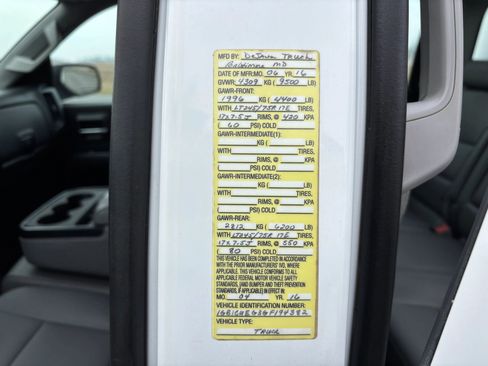 MFD BY: DeJana Truck
Baltimore MD
DATE OF MFR: MO. 06 YR. 16
GVWR: 4309 KG ( 9500 LB)
GAWR-FRONT:
1996 KG ( 4400 LB)
WITH LT245/75R 17E TIRES,
17x7.5J RIMS, @ 420 KPA
( 60 PSI) COLD
GAWR-INTERMEDIATE(1):
KG ( LB)
WITH TIRES,
RIMS, @ KPA
( PSI) COLD
GAWR-INTERMEDIATE(2):
KG ( LB)
WITH TIRES,
RIMS, @ KPA
( PSI) COLD
GAWR-REAR:
2812 KG ( 6200 LB)
WITH LT245/75R 17E TIRES,
17x7.5J RIMS, @ 550 KPA
( 80 PSI) COLD
THIS VEHICLE HAS BEEN COMPLETED IN ACCORDANCE
WITH THE PRIOR MANUFACTURERS' IVD, WHERE
APPLICABLE. THIS VEHICLE CONFORMS TO ALL
APPLICABLE FEDERAL MOTOR VEHICLE SAFETY
STANDARDS, [AND BUMPER AND THEFT PREVENTION
STANDARDS, IF APPLICABLE] IN EFFECT IN:
MO. 04 YR. 16
VEHICLE IDENTIFICATION NUMBER:
VEHICLE TYPE:
TRUCK